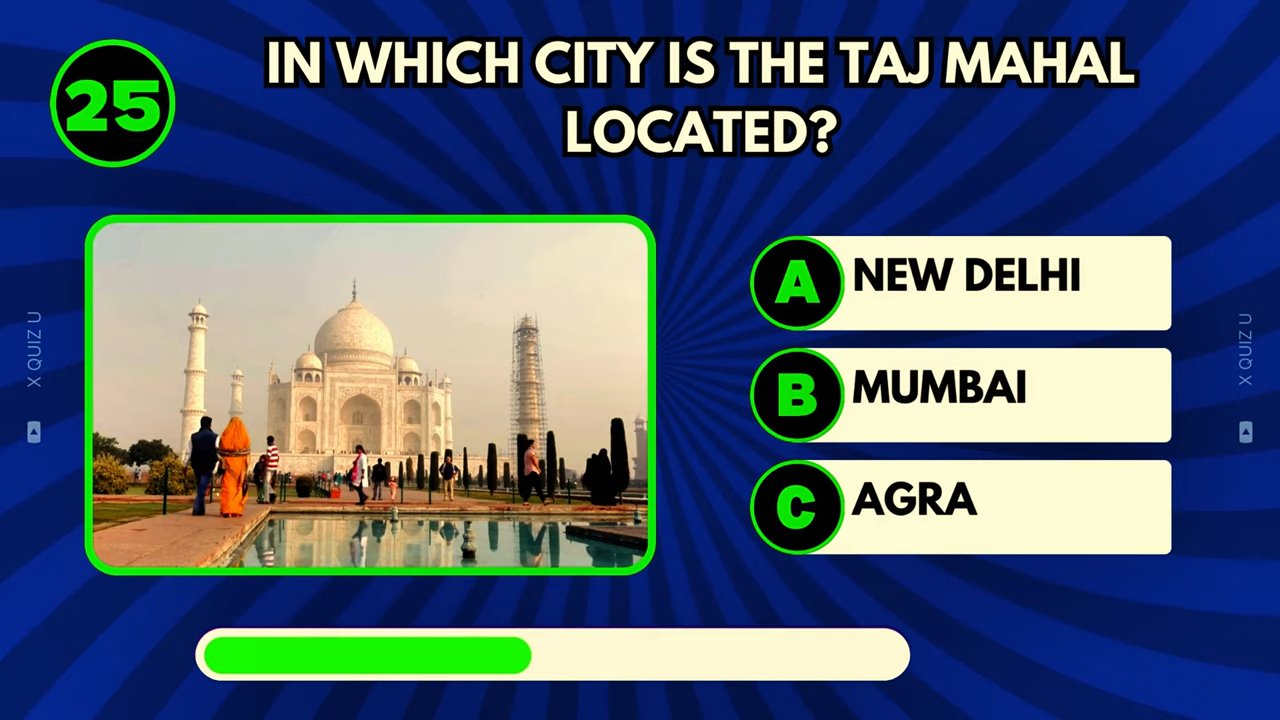 25
IN WHICH CITY IS THE TAJ MAHAL
LOCATED?
A NEW DELHI
B MUMBAI
C AGRA
X QUIZ U
X QUIZ U